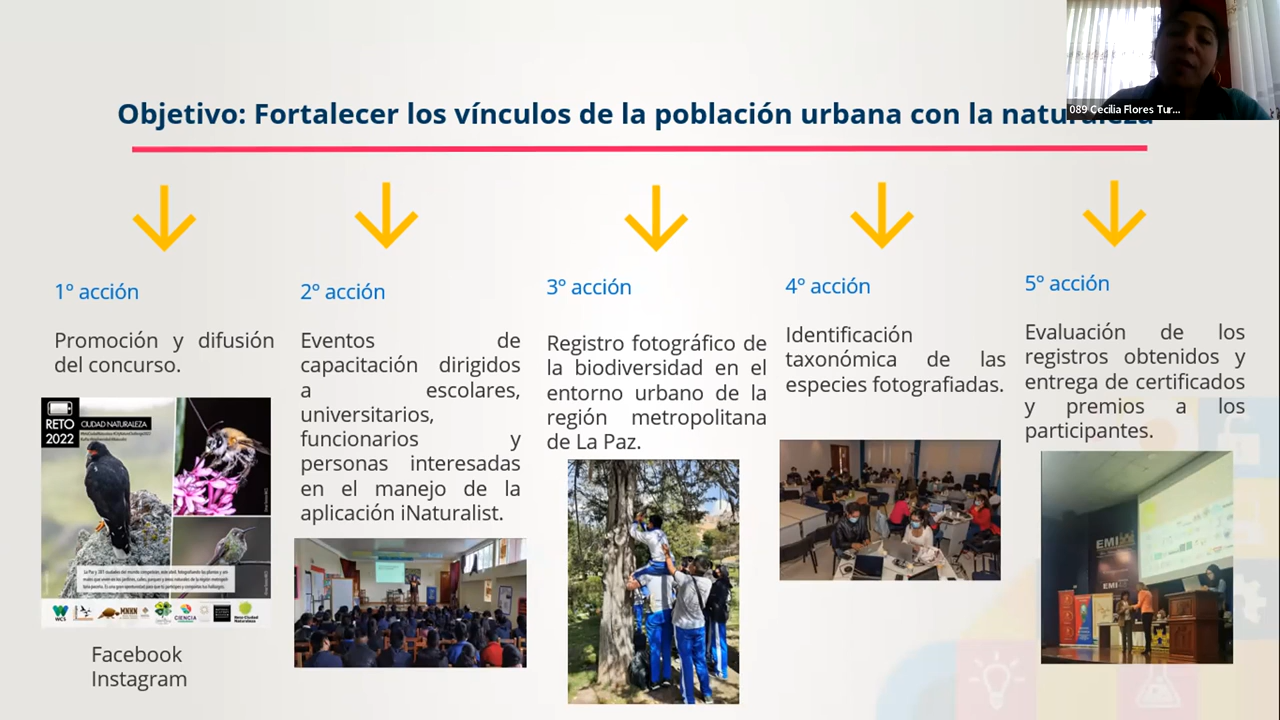 089 Cecilia Flores Tur...
Objetivo: Fortalecer los vínculos de la población urbana con la naturaleza
1º acción
Promoción y difusión
del concurso.
RETO
2022
CIUDAD NATURALEZA
WCS
MNHN
CIENCIA
Facebook
Instagram
2º acción
Eventos de
capacitación dirigidos
a escolares,
universitarios,
funcionarios y
personas interesadas
en el manejo de la
aplicación iNaturalist.
3º acción
Registro fotográfico de
la biodiversidad en el
entorno urbano de la
región metropolitana
de La Paz.
4º acción
Identificación
taxonómica de las
especies fotografiadas.
5º acción
Evaluación de los
registros obtenidos y
entrega de certificados
y premios a los
participantes.
EMI
EMI